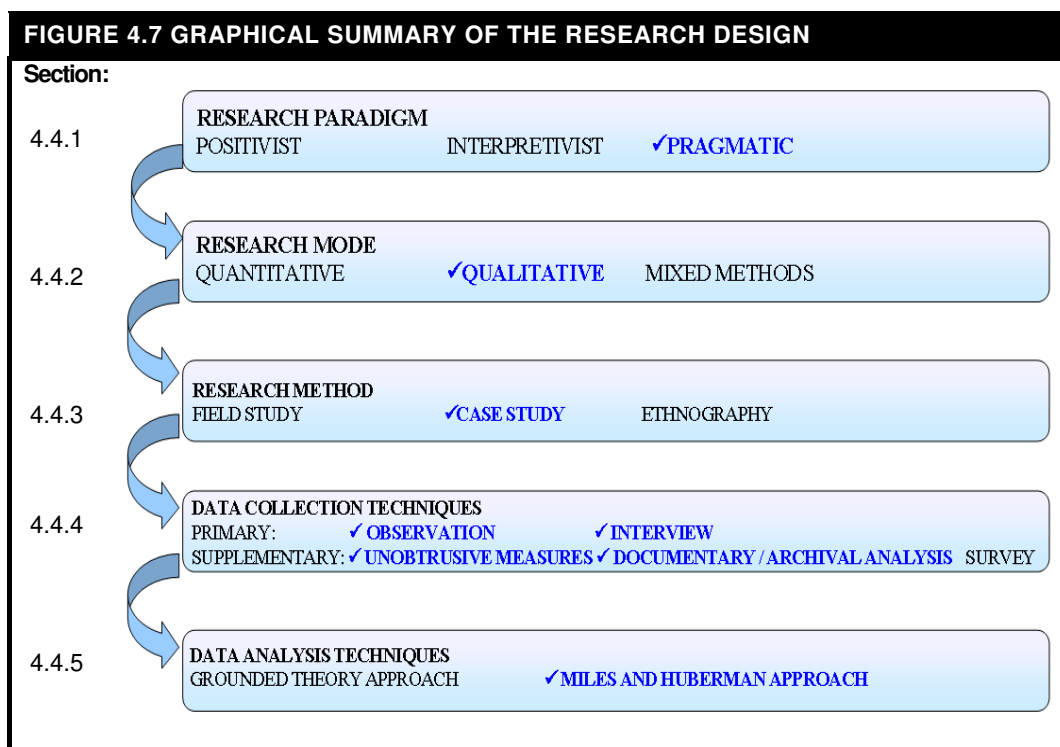 FIGURE 4.7 GRAPHICAL SUMMARY OF THE RESEARCH DESIGN
Section:
4.4.1
RESEARCH PARADIGM
POSITIVIST INTERPRETIVIST ✓PRAGMATIC
4.4.2
RESEARCH MODE
QUANTITATIVE ✓QUALITATIVE MIXED METHODS
4.4.3
RESEARCH METHOD
FIELD STUDY ✓CASE STUDY ETHNOGRAPHY
4.4.4
DATA COLLECTION TECHNIQUES
PRIMARY: ✓ OBSERVATION ✓INTERVIEW
SUPPLEMENTARY: ✓ UNOBTRUSIVE MEASURES ✓ DOCUMENTARY / ARCHIVAL ANALYSIS SURVEY
4.4.5
DATA ANALYSIS TECHNIQUES
GROUNDED THEORY APPROACH ✓MILES AND HUBERMAN APPROACH